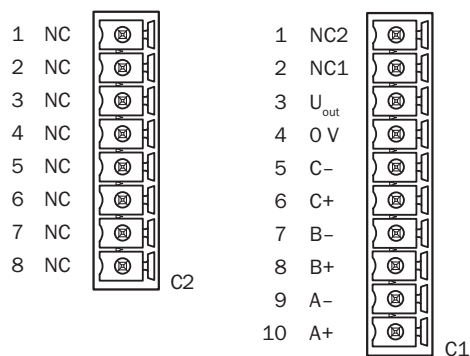 1 NC
2 NC
3 NC
4 NC
5 NC
6 NC
7 NC
8 NC
C2
1 NC2
2 NC1
3 Uout
4 0 V
5 C–
6 C+
7 B–
8 B+
9 A–
10 A+
C1